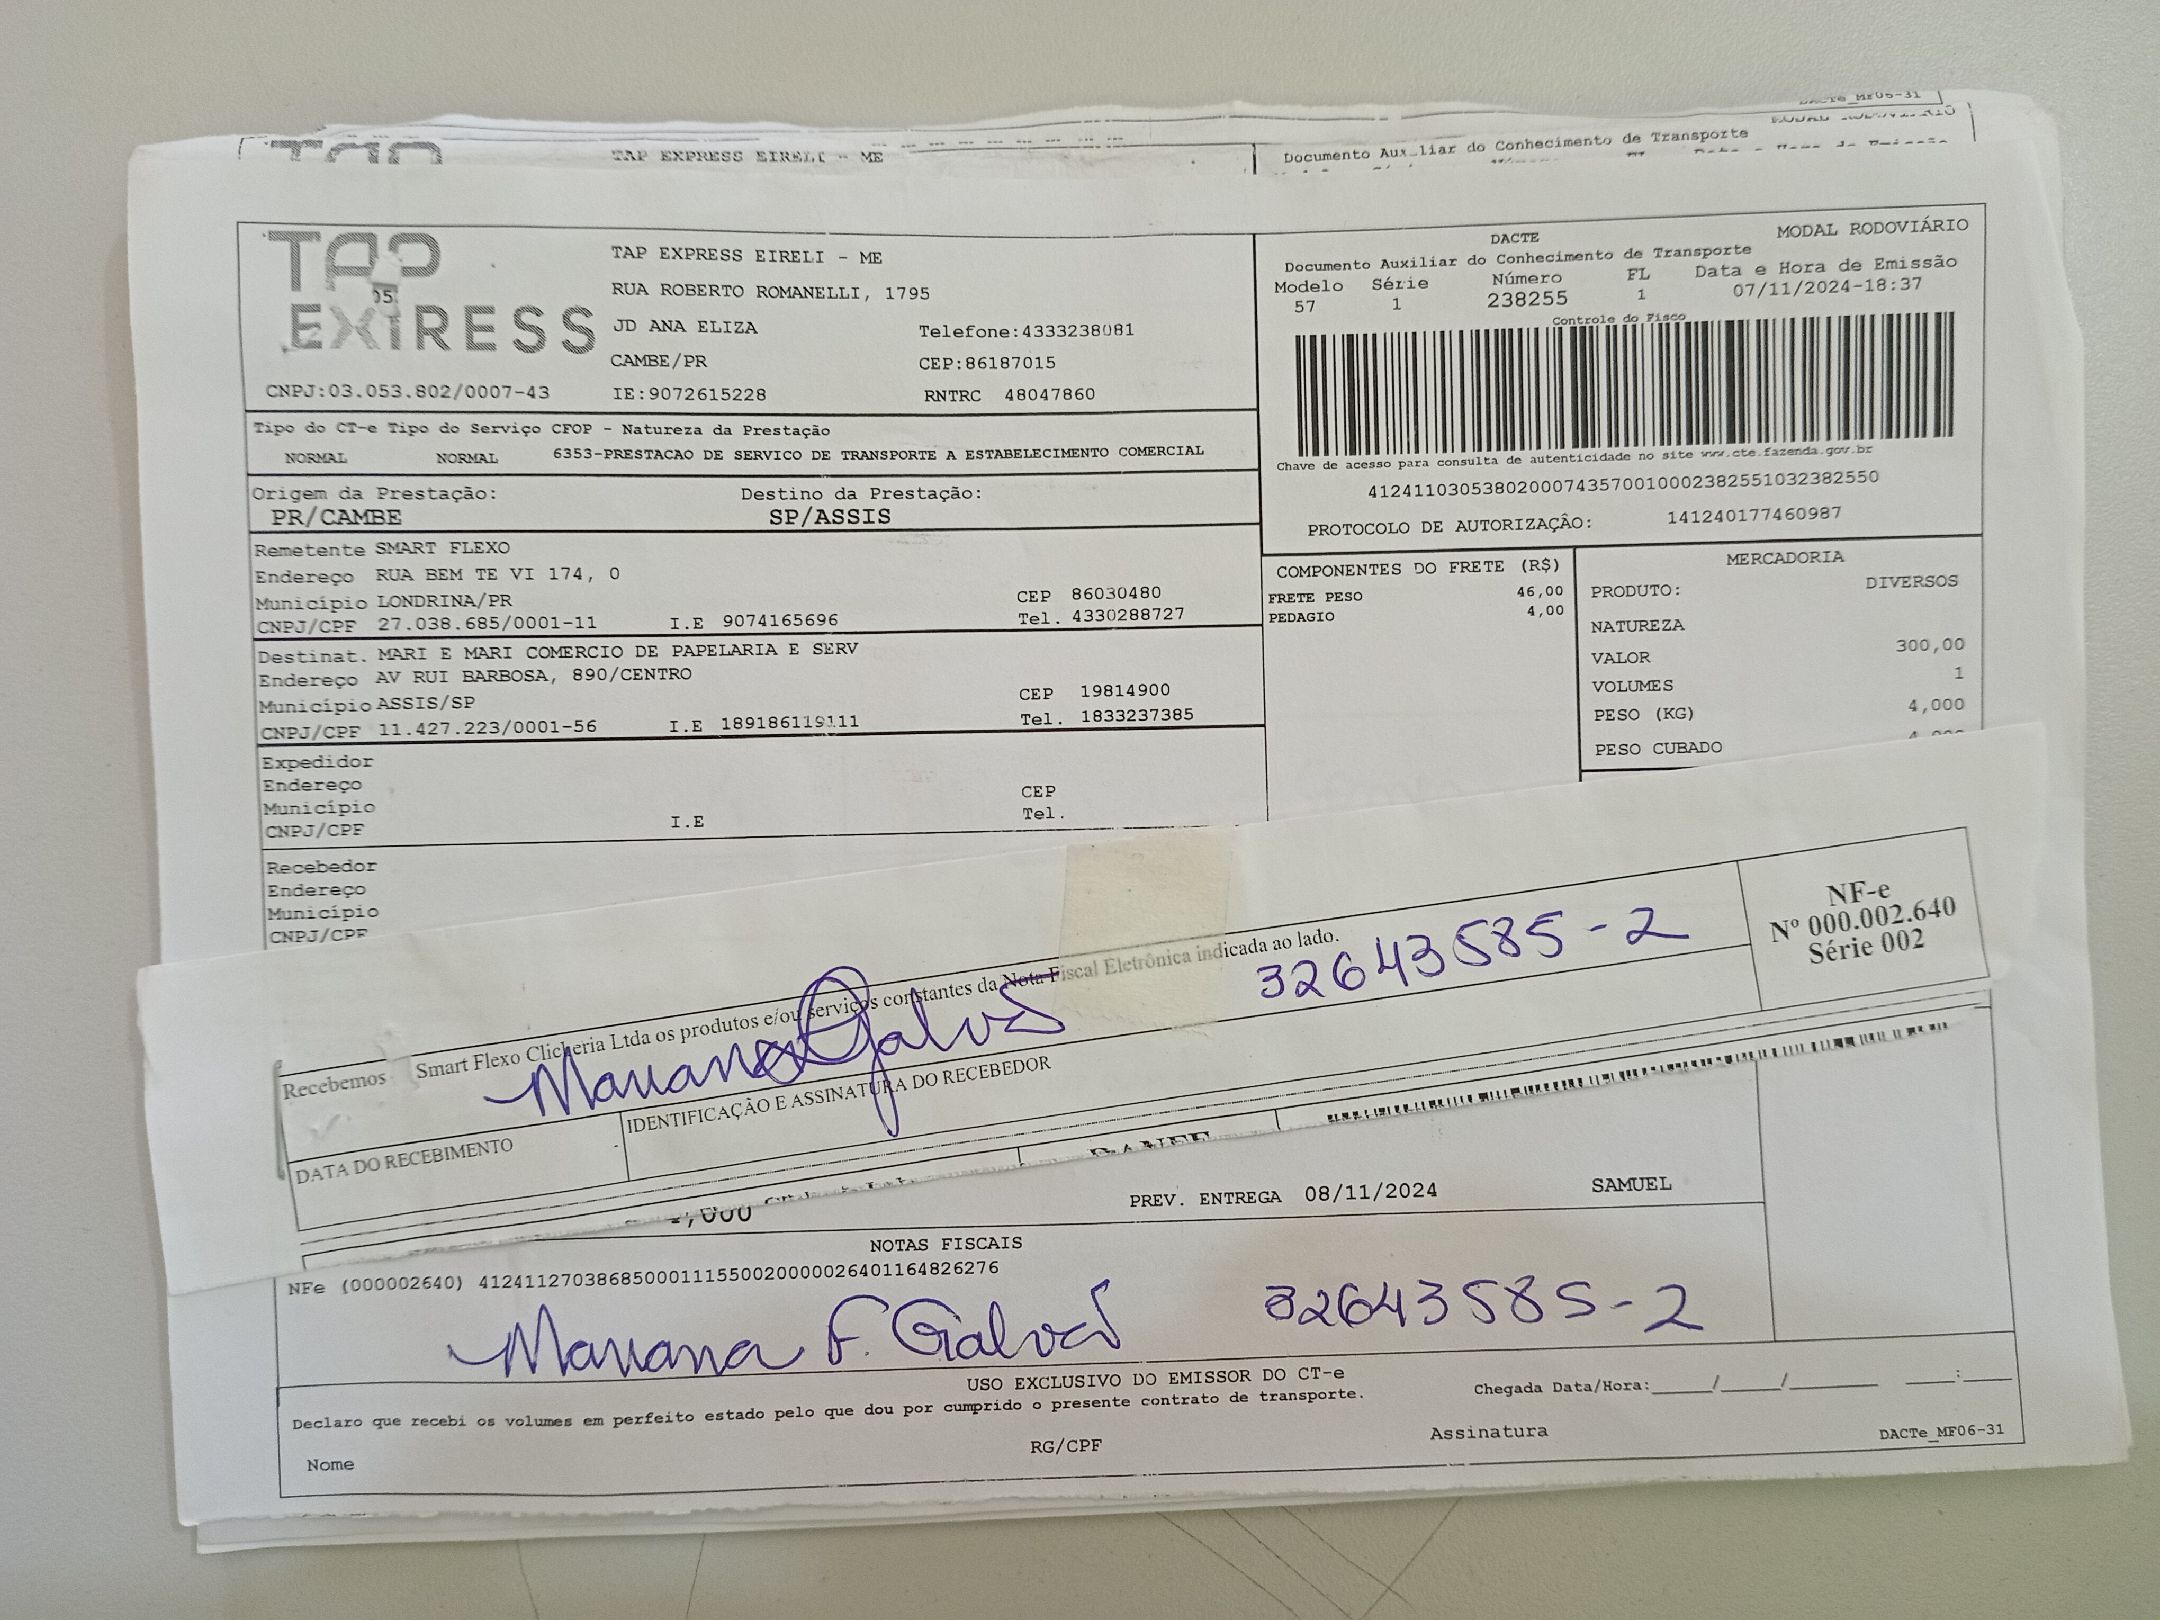 DACTe_MF06-31
TAP EXPRESS EIRELI - ME
Documento Auxiliar do Conhecimento de Transporte
TAP EXPRESS
CNPJ:03.053.802/0007-43
TAP EXPRESS EIRELI - ME
RUA ROBERTO ROMANELLI, 1795
JD ANA ELIZA Telefone:4333238081
CAMBE/PR CEP:86187015
IE:9072615228 RNTRC 48047860
DACTE MODAL RODOVIÁRIO
Documento Auxiliar do Conhecimento de Transporte
Modelo Série Número FL Data e Hora de Emissão
57 1 238255 1 07/11/2024-18:37
Controle do Fisco
Chave de acesso para consulta de autenticidade no site www.cte.fazenda.gov.br
41241103053802000743570010002382551032382550
PROTOCOLO DE AUTORIZAÇÃO: 141240177460987
Tipo do CT-e Tipo do Serviço CFOP - Natureza da Prestação
NORMAL NORMAL 6353-PRESTACAO DE SERVICO DE TRANSPORTE A ESTABELECIMENTO COMERCIAL
Origem da Prestação: Destino da Prestação:
PR/CAMBE SP/ASSIS
Remetente SMART FLEXO
Endereço RUA BEM TE VI 174, 0
Município LONDRINA/PR CEP 86030480
CNPJ/CPF 27.038.685/0001-11 I.E 9074165696 Tel. 4330288727
Destinat. MARI E MARI COMERCIO DE PAPELARIA E SERV
Endereço AV RUI BARBOSA, 890/CENTRO
Município ASSIS/SP CEP 19814900
CNPJ/CPF 11.427.223/0001-56 I.E 189186119111 Tel. 1833237385
Expedidor
Endereço
Município CEP
CNPJ/CPF I.E Tel.
Recebedor
Endereço
Município
CNPJ/CPF
COMPONENTES DO FRETE (R$)
FRETE PESO 46,00
PEDAGIO 4,00
MERCADORIA
PRODUTO: DIVERSOS
NATUREZA
VALOR 300,00
VOLUMES 1
PESO (KG) 4,000
PESO CUBADO
Recebemos Smart Flexo Clicheria Ltda os produtos e/ou serviços constantes da Nota Fiscal Eletrônica indicada ao lado.
Mariana Galvão 32643585-2
DATA DO RECEBIMENTO IDENTIFICAÇÃO E ASSINATURA DO RECEBEDOR
NF-e
Nº 000.002.640
Série 002
PREV. ENTREGA 08/11/2024 SAMUEL
NOTAS FISCAIS
NFe (000002640) 41241127038685000111550020000026401164826276
Mariana F. Galvão 32643585-2
USO EXCLUSIVO DO EMISSOR DO CT-e
Declaro que recebi os volumes em perfeito estado pelo que dou por cumprido o presente contrato de transporte. Chegada Data/Hora:____/____/______ ____:____
Nome RG/CPF Assinatura
DACTe_MF06-31